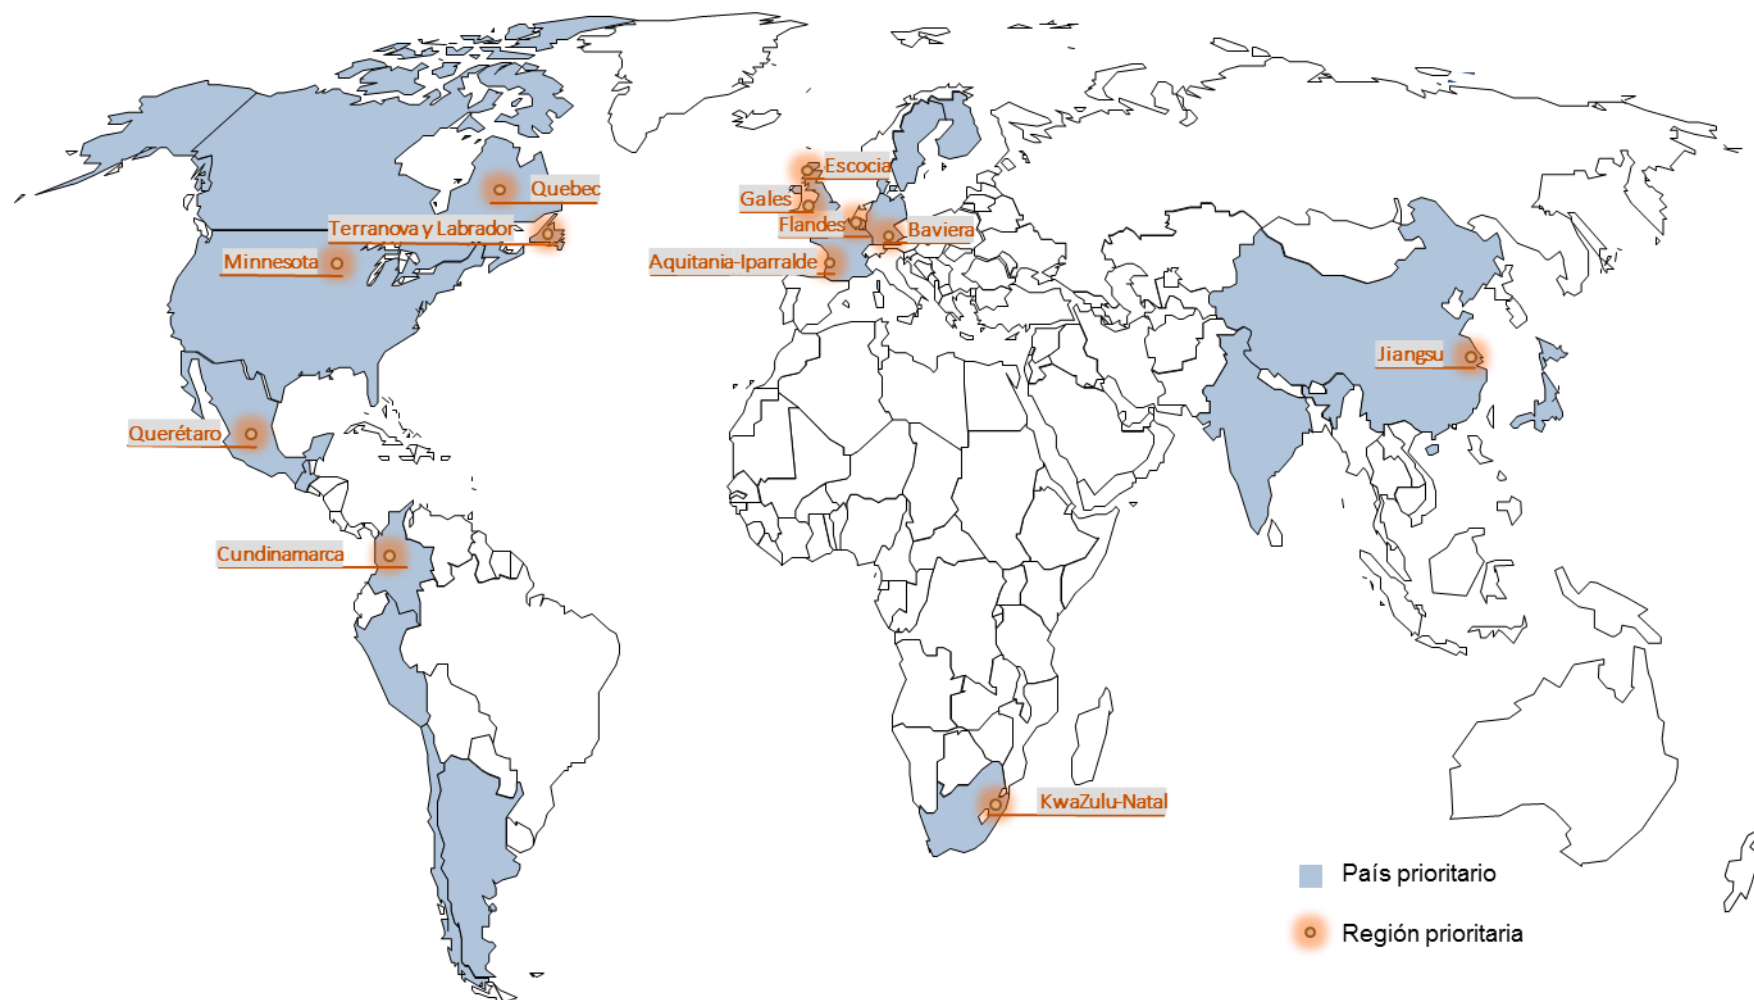 Escocia
Quebec
Gales
Terranova y Labrador
Flandes
Baviera
Minnesota
Aquitania-Iparralde
Jiangsu
Querétaro
Cundinamarca
KwaZulu-Natal
País prioritario
Región prioritaria